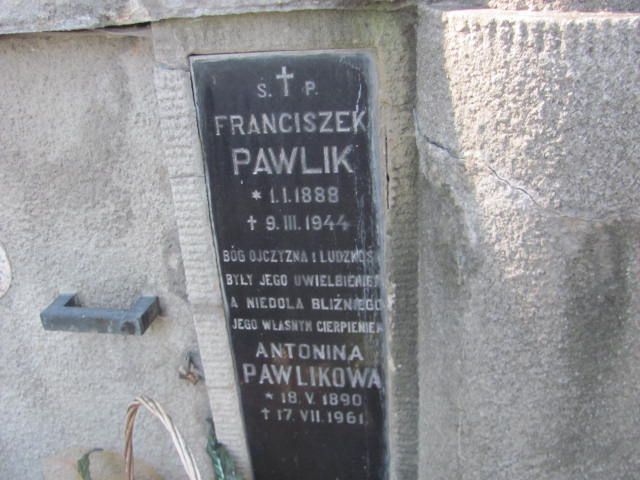 Ś. P.
FRANCISZEK
PAWLIK
* 1.I.1888
† 9.III.1944
BÓG OJCZYZNA I LUDZKOŚĆ
BYŁY JEGO UWIELBIENIEM
A NIEDOLA BLIŹNIEGO
JEGO WŁASNYM CIERPIENIEM
ANTONINA
PAWLIKOWA
* 18.V.1890
† 17.VII.1961